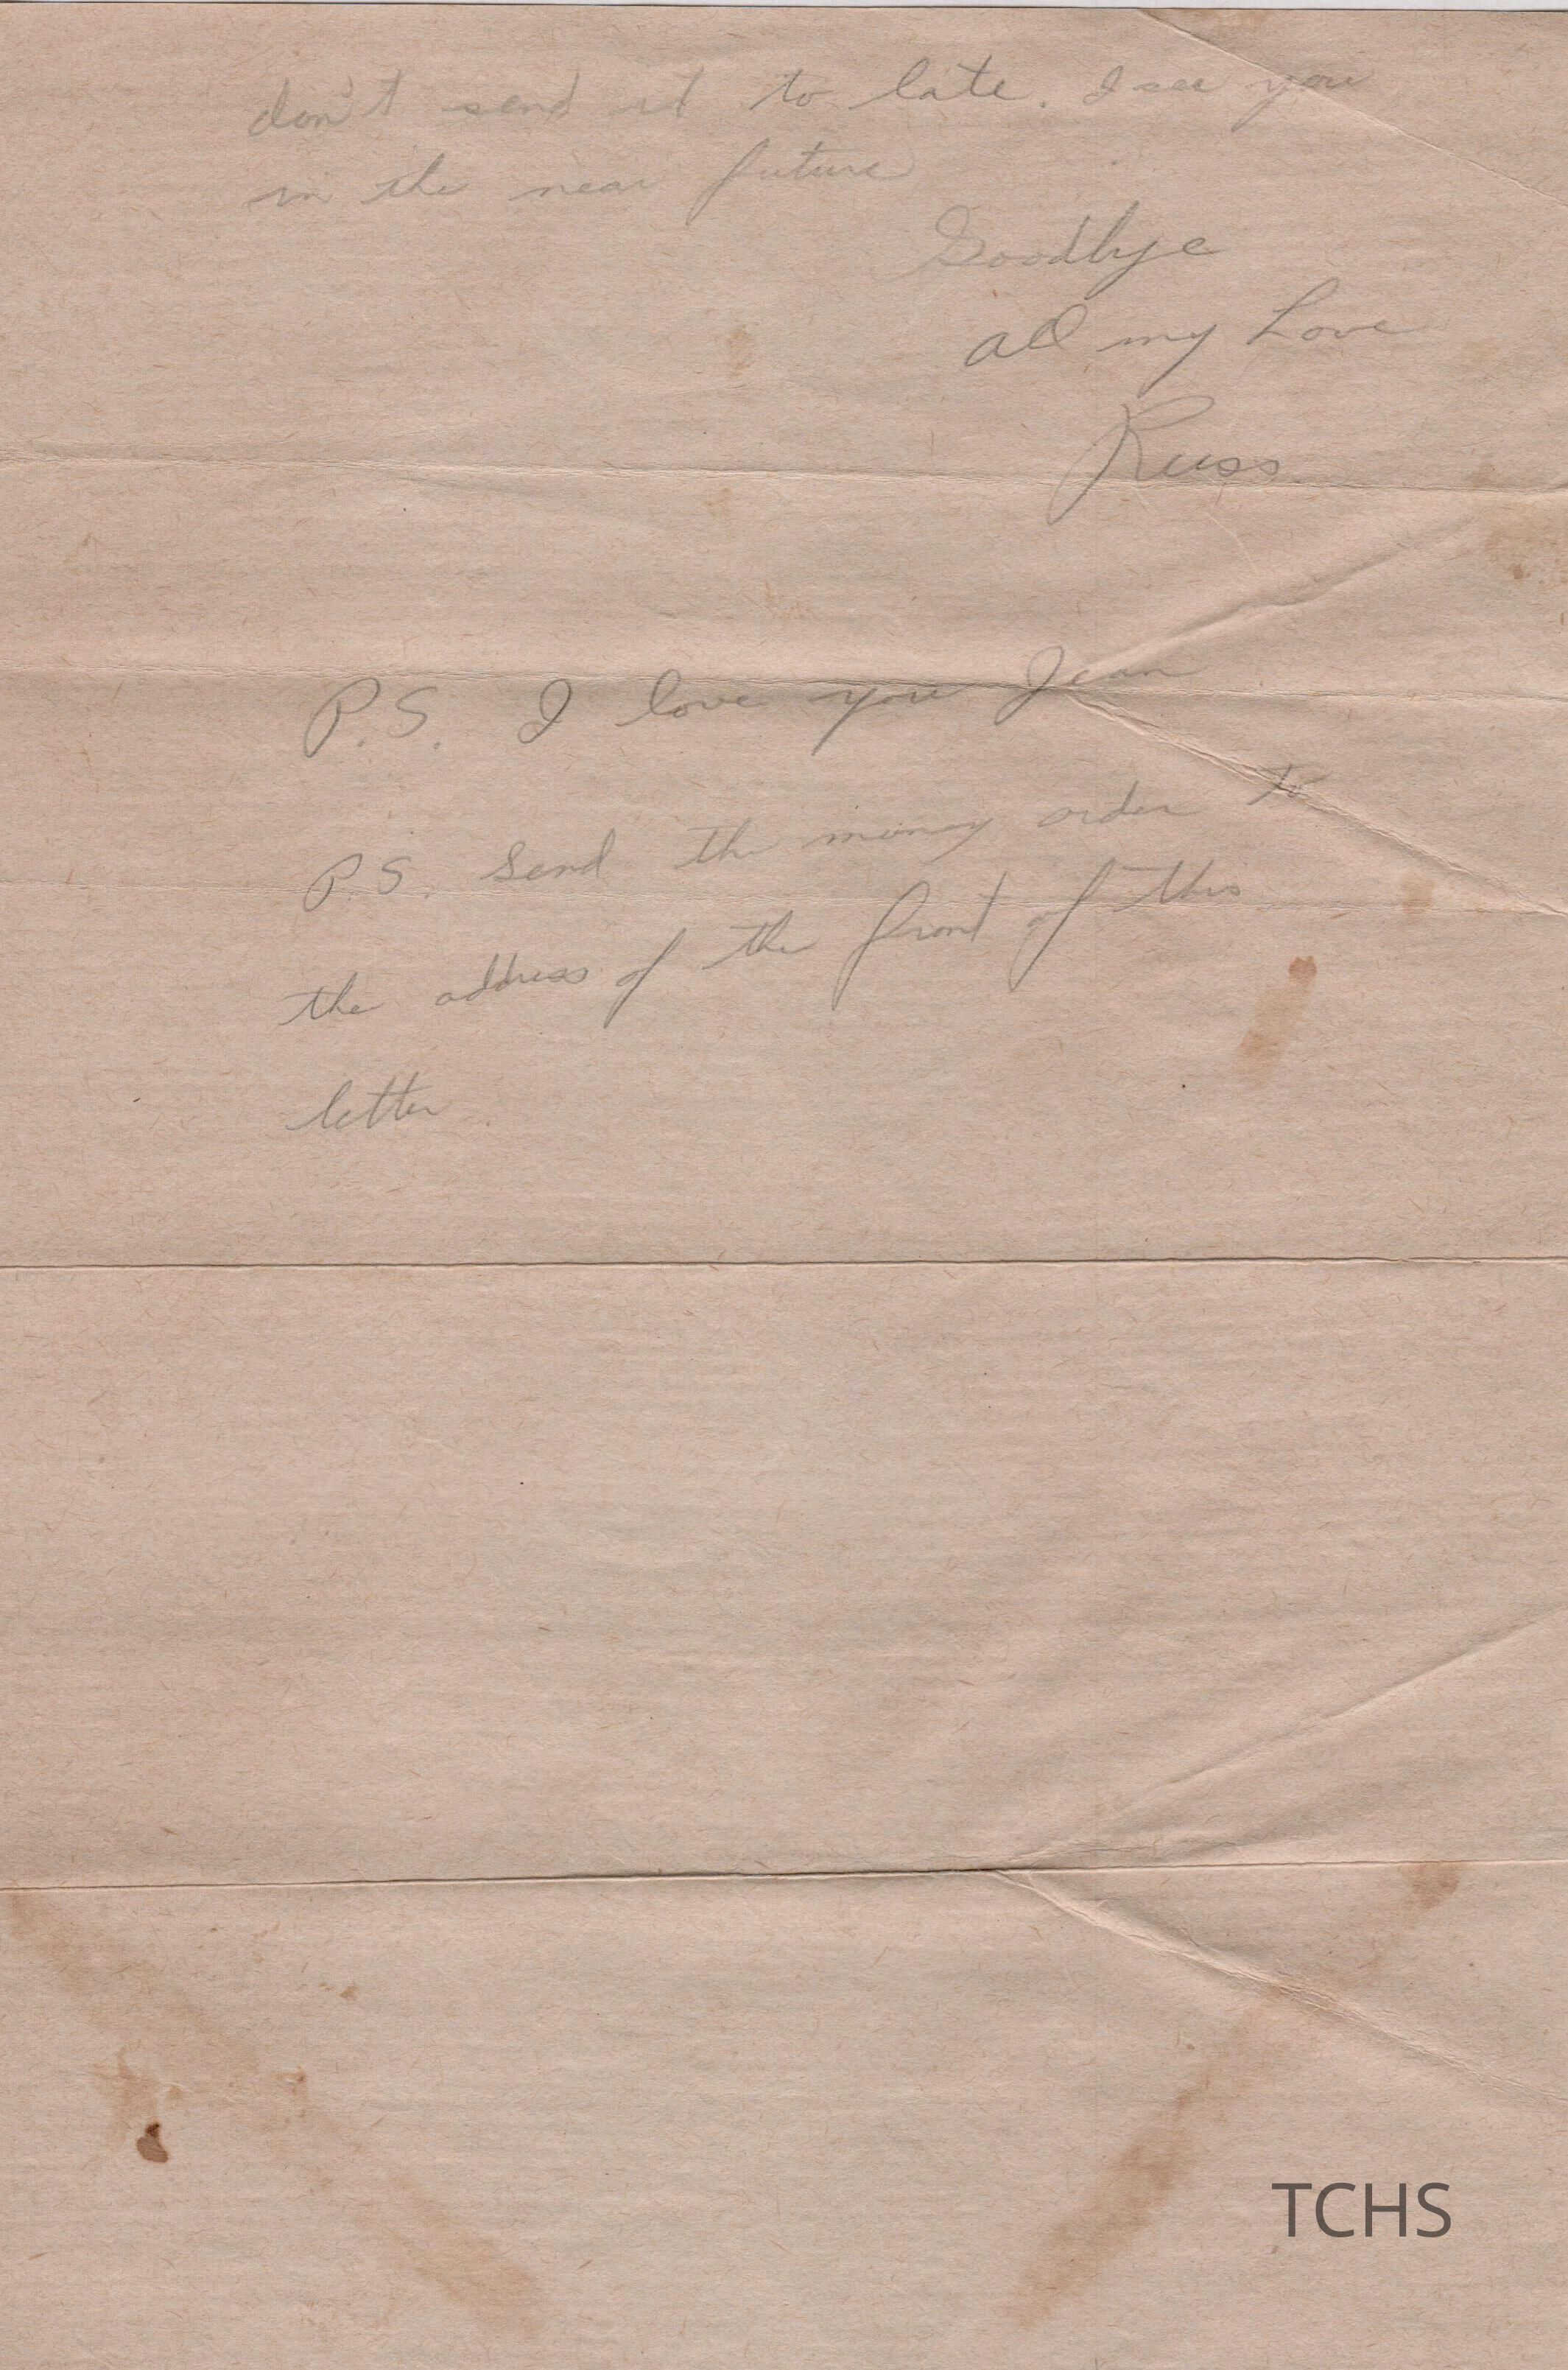 don't send it to late. I see you
in the near future
Goodbye
all my Love
Russ.
P.S. I love you Jean
P.S. Send the money order to
the address of the front of this
letter.
TCHS